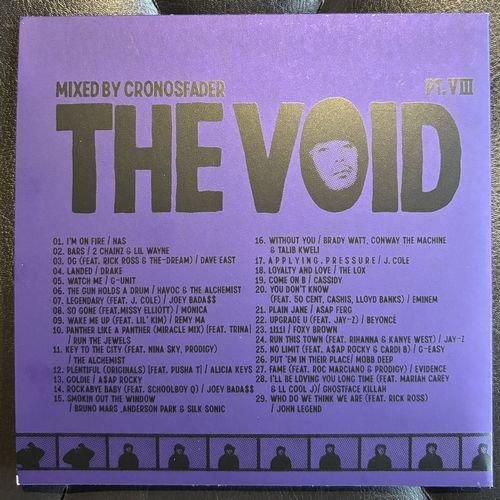 MIXED BY CRONOSFADER
PT. VIII
THE VOID
01. I'M ON FIRE / NAS
02. BARS / 2 CHAINZ & LIL WAYNE
03. OG (FEAT. RICK ROSS & THE-DREAM) / DAVE EAST
04. LANDED / DRAKE
05. WATCH ME / G-UNIT
06. THE GUN HOLDS A DRUM / HAVOC & THE ALCHEMIST
07. LEGENDARY (FEAT. J. COLE) / JOEY BADA$$
08. SO GONE (FEAT.MISSY ELLIOTT) / MONICA
09. WAKE ME UP (FEAT. LIL' KIM) / REMY MA
10. PANTHER LIKE A PANTHER (MIRACLE MIX) [FEAT. TRINA]
/ RUN THE JEWELS
11. KEY TO THE CITY (FEAT. NINA SKY, PRODIGY)
/ THE ALCHEMIST
12. PLENTIFUL (ORIGINALS) [FEAT. PUSHA T] / ALICIA KEYS
13. GOLDIE / A$AP ROCKY
14. ROCKABYE BABY (FEAT. SCHOOLBOY Q) / JOEY BADA$$
15. SMOKIN OUT THE WINDOW
/ BRUNO MARS ,ANDERSON PAAK & SILK SONIC
16. WITHOUT YOU / BRADY WATT, CONWAY THE MACHINE
& TALIB KWELI
17. A P P L Y I N G . P R E S S U R E / J. COLE
18. LOYALTY AND LOVE / THE LOX
19. COME ON B / CASSIDY
20. YOU DON'T KNOW
(FEAT. 50 CENT, CASHIS, LLOYD BANKS) / EMINEM
21. PLAIN JANE / A$AP FERG
22. UPGRADE U (FEAT. JAY-Z) / BEYONCÉ
23. 11111 / FOXY BROWN
24. RUN THIS TOWN (FEAT. RIHANNA & KANYE WEST) / JAY-Z
25. NO LIMIT (FEAT. A$AP ROCKY & CARDI B) / G-EASY
26. PUT 'EM IN THEIR PLACE / MOBB DEEP
27. FAME (FEAT. ROC MARCIANO & PRODIGY) / EVIDENCE
28. I'LL BE LOVING YOU LONG TIME (FEAT. MARIAH CAREY
& LL COOL J)/ GHOSTFACE KILLAH
29. WHO DO WE THINK WE ARE (FEAT. RICK ROSS)
/ JOHN LEGEND